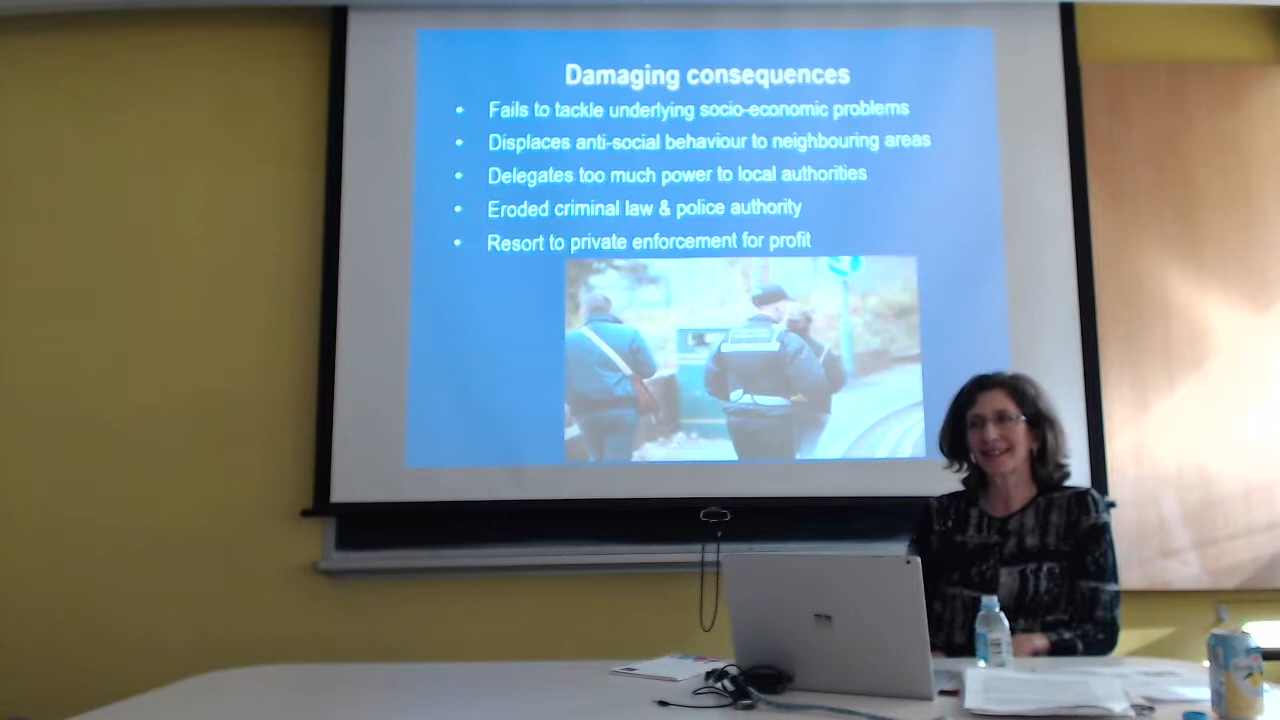 Damaging consequences
• Fails to tackle underlying socio-economic problems
• Displaces anti-social behaviour to neighbouring areas
• Delegates too much power to local authorities
• Eroded criminal law & police authority
• Resort to private enforcement for profit